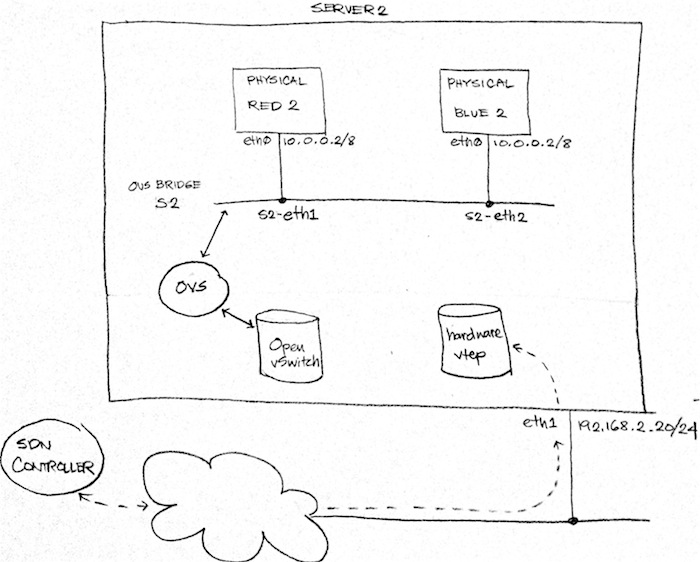 SERVER2
PHYSICAL
RED 2
PHYSICAL
BLUE 2
eth0 10.0.0.2/8
eth0 10.0.0.2/8
OVS BRIDGE
S2
S2-eth1
S2-eth2
OVS
Open
vSwitch
hardware
vtep
eth1 192.168.2.20/24
SDN
CONTROLLER